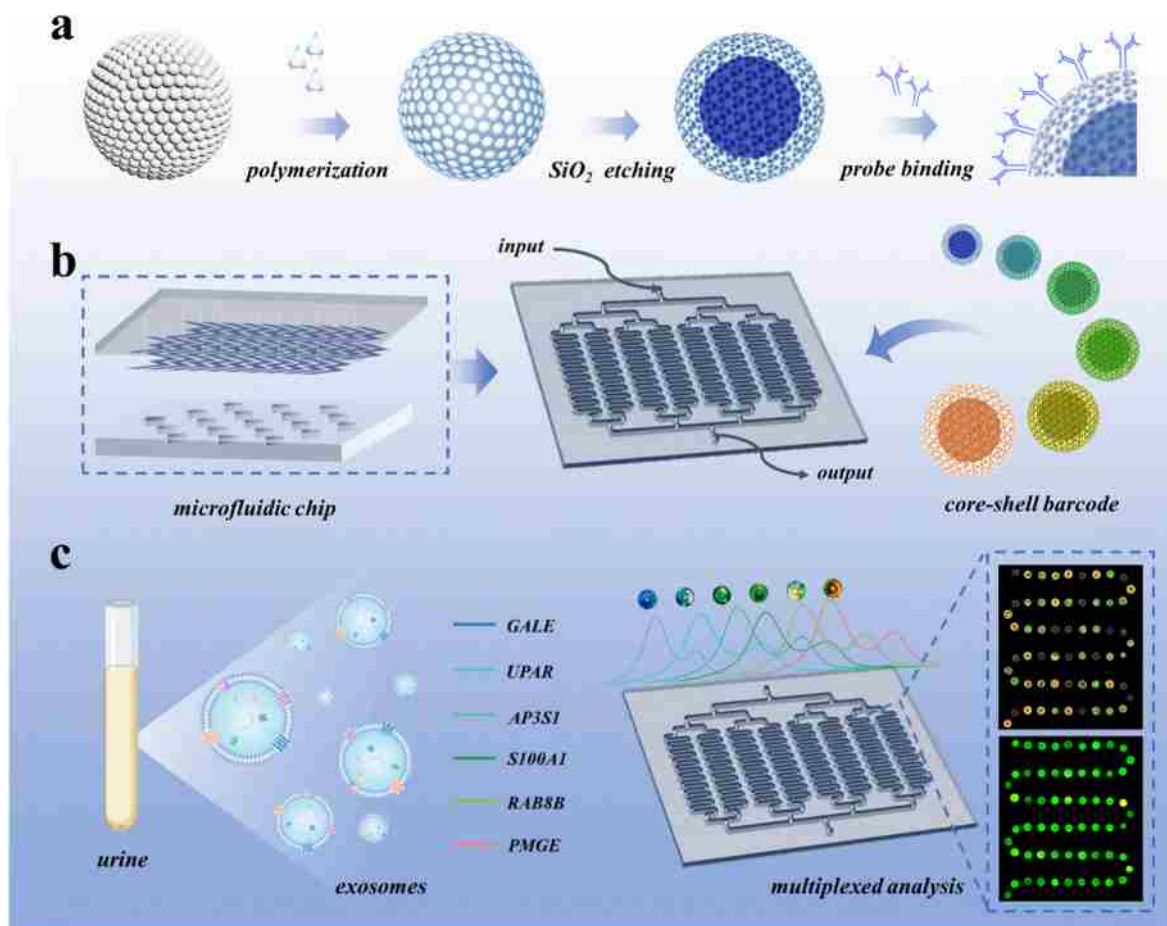 a
polymerization
SiO₂ etching
probe binding
b
input
output
microfluidic chip
core-shell barcode
c
GALE
UPAR
AP3S1
S100A1
RAB8B
PMGE
urine
exosomes
multiplexed analysis